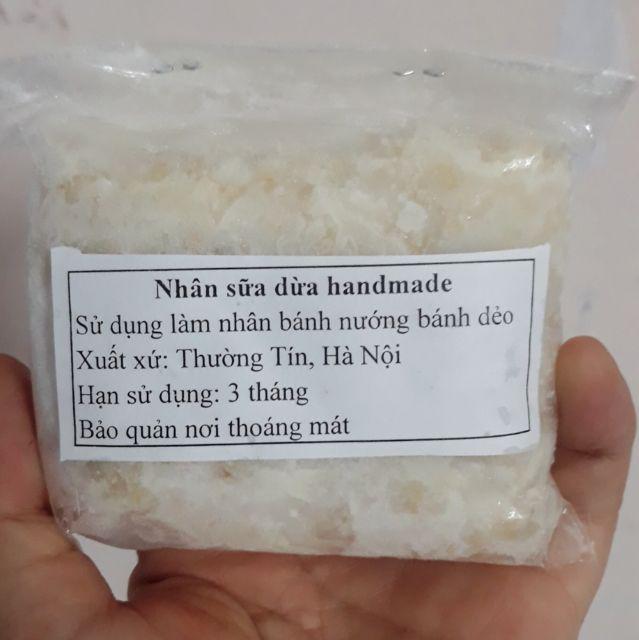 Nhân sữa dừa handmade
Sử dụng làm nhân bánh nướng bánh dẻo
Xuất xứ: Thường Tín, Hà Nội
Hạn sử dụng: 3 tháng
Bảo quản nơi thoáng mát